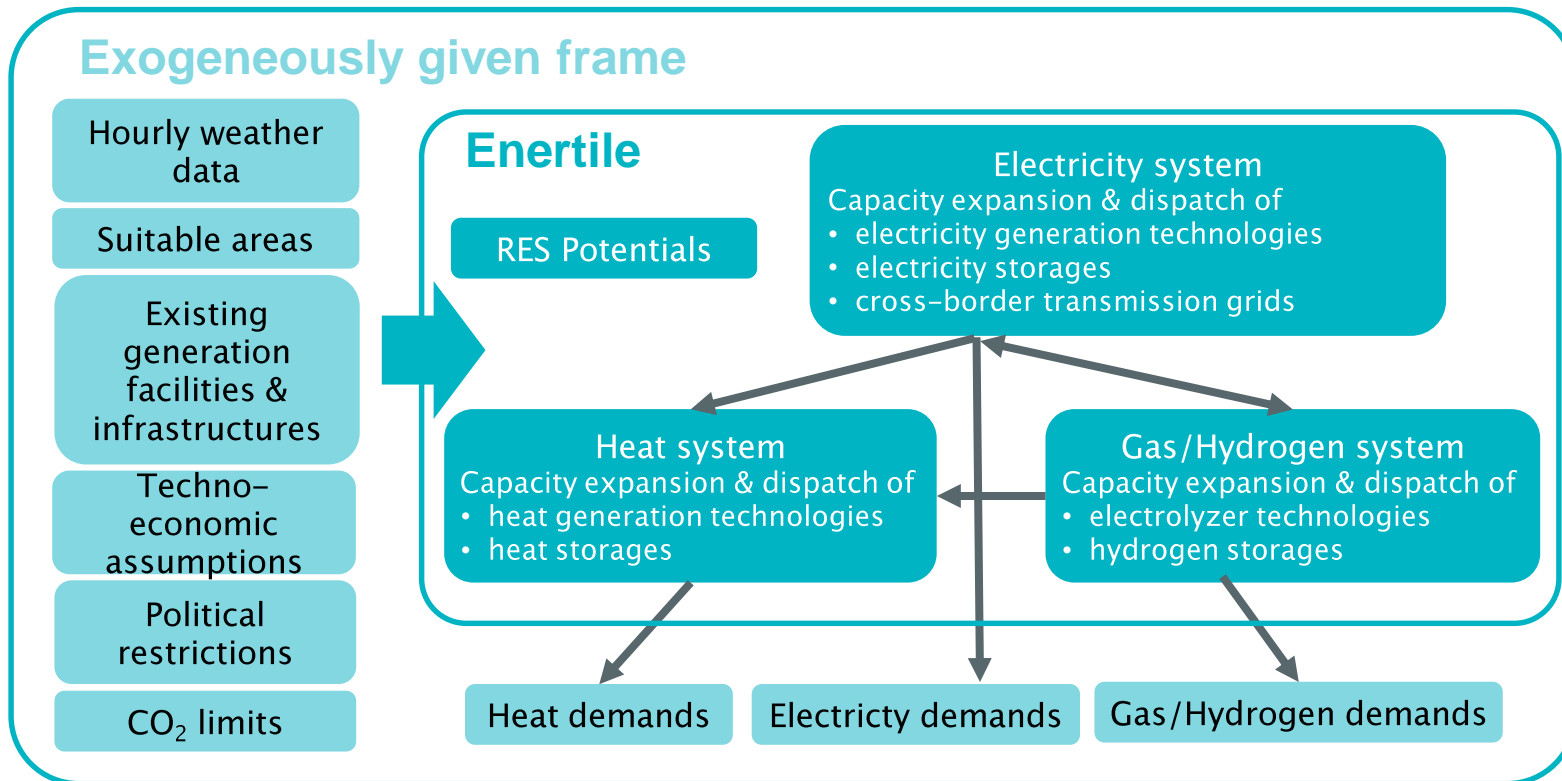 Exogeneously given frame
Hourly weather
data
Suitable areas
Existing
generation
facilities &
infrastructures
Techno-
economic
assumptions
Political
restrictions
CO₂ limits
Enertile
RES Potentials
Electricity system
Capacity expansion & dispatch of
• electricity generation technologies
• electricity storages
• cross-border transmission grids
Heat system
Capacity expansion & dispatch of
• heat generation technologies
• heat storages
Gas/Hydrogen system
Capacity expansion & dispatch of
• electrolyzer technologies
• hydrogen storages
Heat demands
Electricty demands
Gas/Hydrogen demands